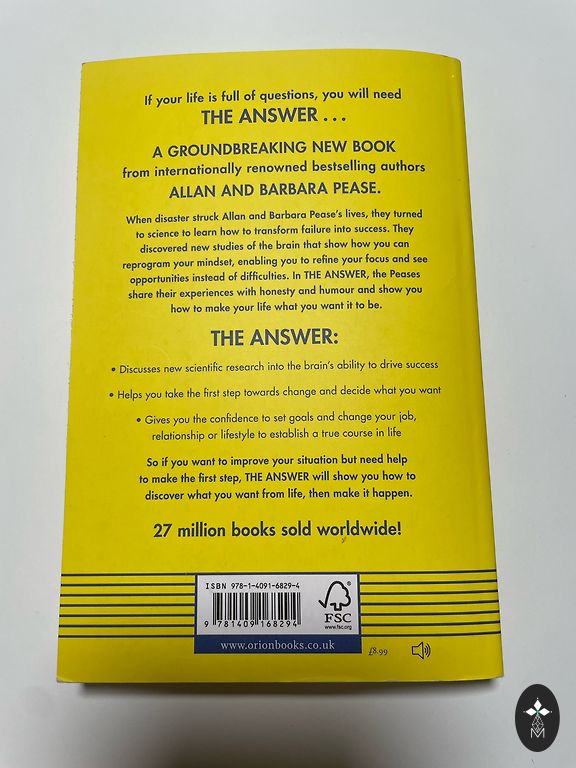 If your life is full of questions, you will need
THE ANSWER...
A GROUNDBREAKING NEW BOOK
from internationally renowned bestselling authors
ALLAN AND BARBARA PEASE.
When disaster struck Allan and Barbara Pease's lives, they turned
to science to learn how to transform failure into success. They
discovered new studies of the brain that show how you can
reprogram your mindset, enabling you to refine your focus and see
opportunities instead of difficulties. In THE ANSWER, the Peases
share their experiences with honesty and humour and show you
how to make your life what you want it to be.
THE ANSWER:
• Discusses new scientific research into the brain's ability to drive success
• Helps you take the first step towards change and decide what you want
• Gives you the confidence to set goals and change your job,
relationship or lifestyle to establish a true course in life
So if you want to improve your situation but need help
to make the first step, THE ANSWER will show you how to
discover what you want from life, then make it happen.
27 million books sold worldwide!
ISBN 978-1-4091-6829-4
9 781409 168294
FSC
www.fsc.org
www.orionbooks.co.uk
£8.99
M